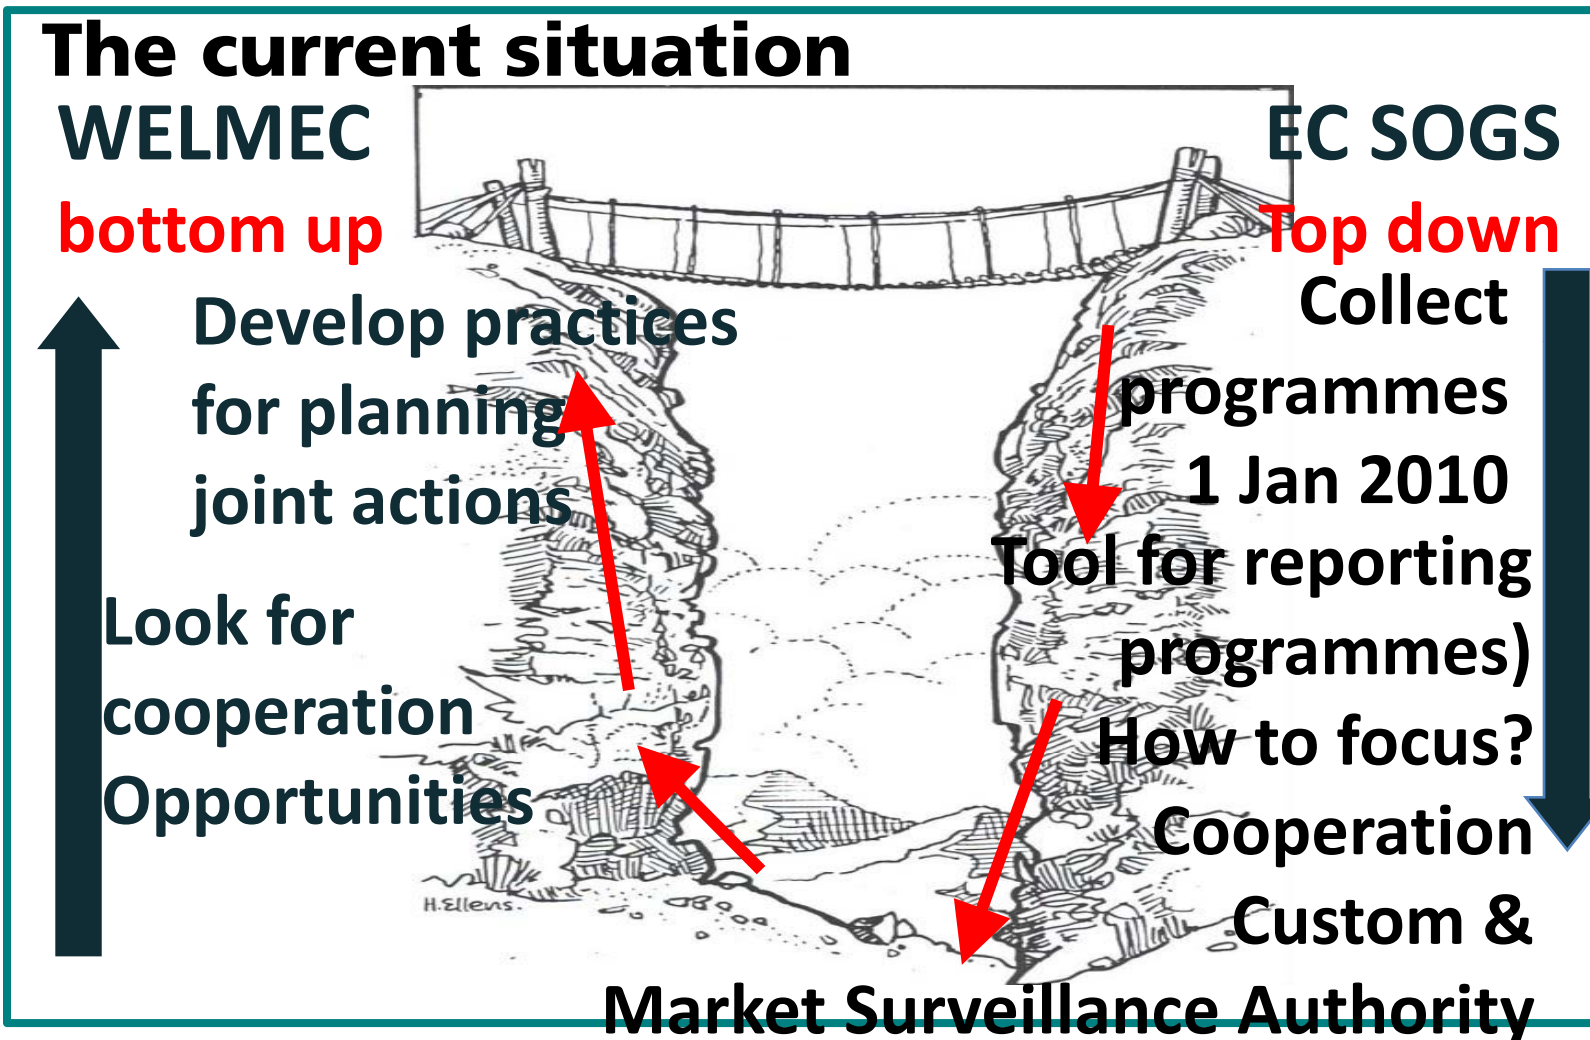 The current situation
WELMEC
bottom up
Develop practices
for planning
joint actions
Look for
cooperation
Opportunities
H.Ellens.
EC SOGS
Top down
Collect
programmes
1 Jan 2010
Tool for reporting
programmes)
How to focus?
Cooperation
Custom &
Market Surveillance Authority